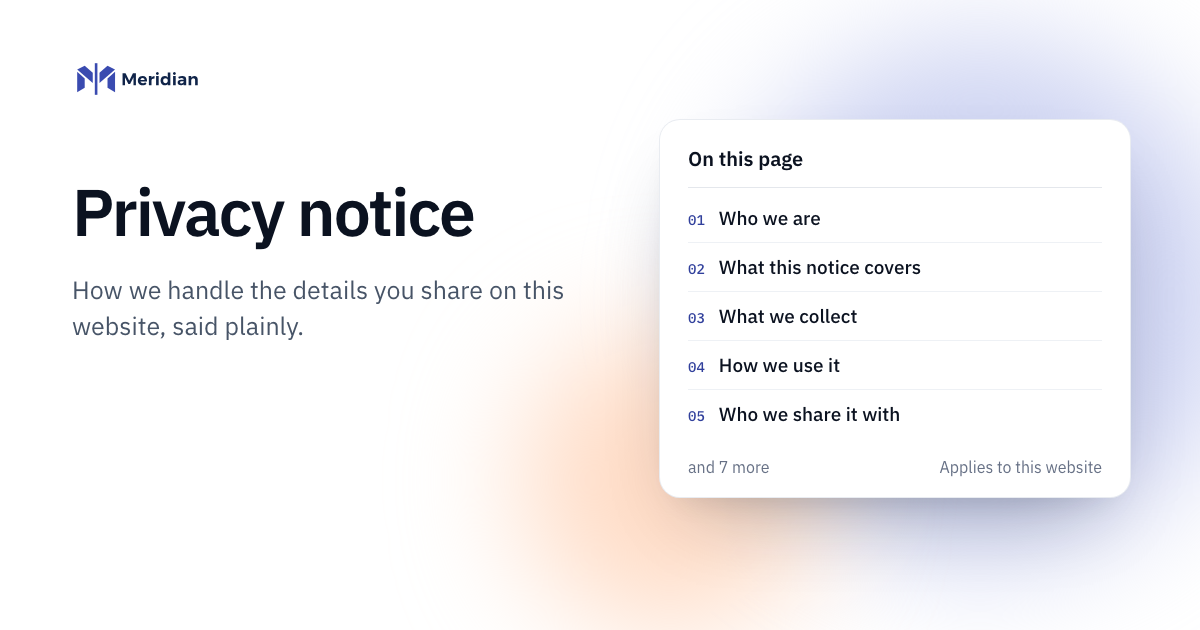 Meridian
Privacy notice
How we handle the details you share on this
website, said plainly.
On this page
01 Who we are
02 What this notice covers
03 What we collect
04 How we use it
05 Who we share it with
and 7 more
Applies to this website